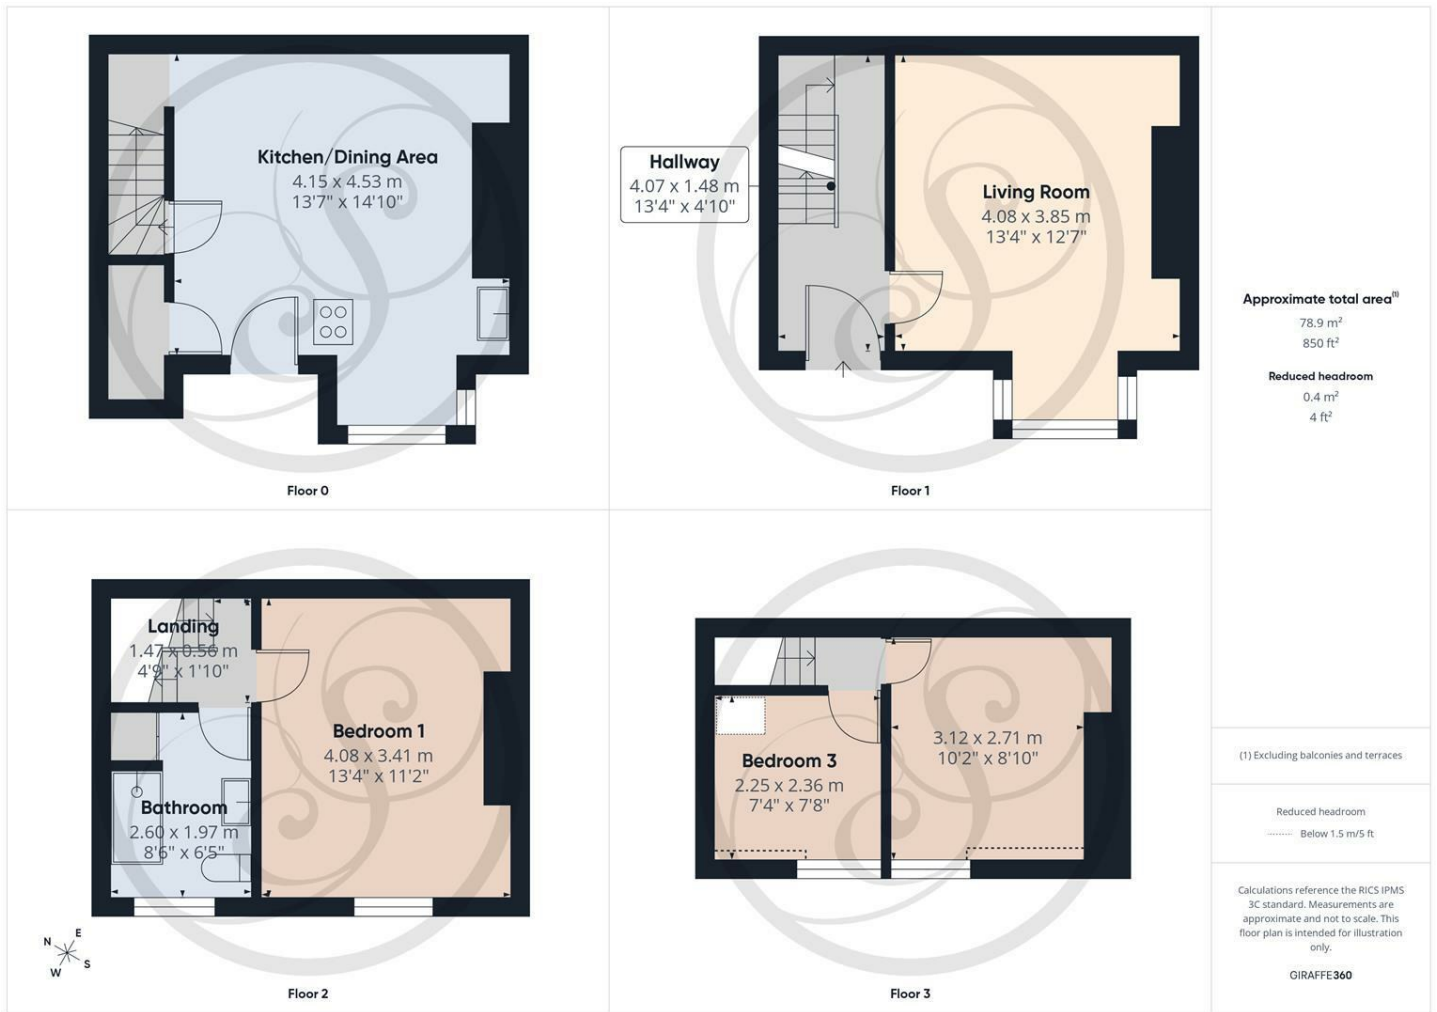 Kitchen/Dining Area
4.15 x 4.53 m
13'7" x 14'10"
Floor 0
Hallway
4.07 x 1.48 m
13'4" x 4'10"
Living Room
4.08 x 3.85 m
13'4" x 12'7"
Floor 1
Landing
1.47 x 0.56 m
4'9" x 1'10"
Bedroom 1
4.08 x 3.41 m
13'4" x 11'2"
Bathroom
2.60 x 1.97 m
8'6" x 6'5"
N
E
W
S
Floor 2
3.12 x 2.71 m
10'2" x 8'10"
Bedroom 3
2.25 x 2.36 m
7'4" x 7'8"
Floor 3
Approximate total area(1)
78.9 m²
850 ft²
Reduced headroom
0.4 m²
4 ft²
(1) Excluding balconies and terraces
Reduced headroom
Below 1.5 m/5 ft
Calculations reference the RICS IPMS
3C standard. Measurements are
approximate and not to scale. This
floor plan is intended for illustration
only.
GIRAFFE360